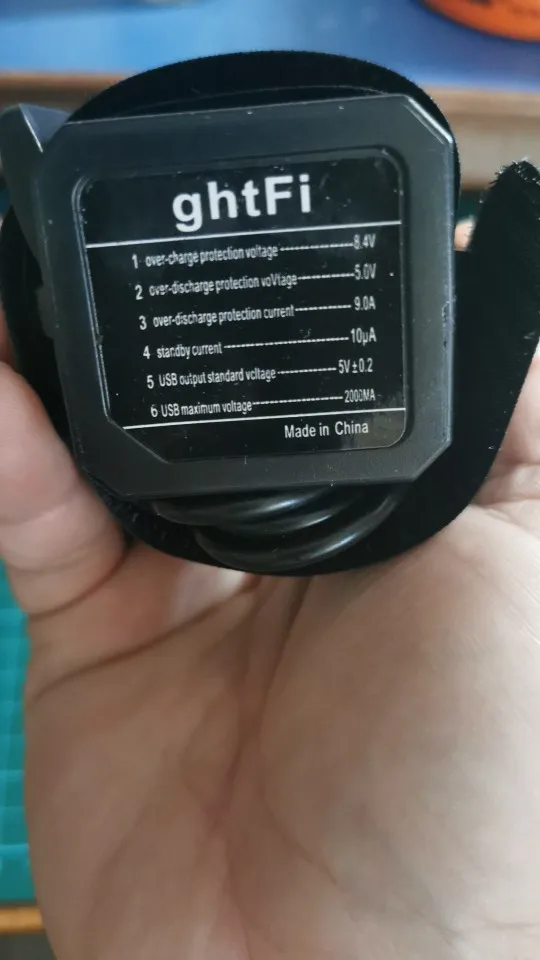 ghtFi
1 over-charge protection voltage----------------8.4V
2 over-discharge protection voVtage------------5.0V
3 over-discharge protection current------------9.0A
4 standby current------------------------10μA
5 USB output standard vcltage-----------5V±0.2
6 USB maximum voltage-----------------2000MA
Made in China